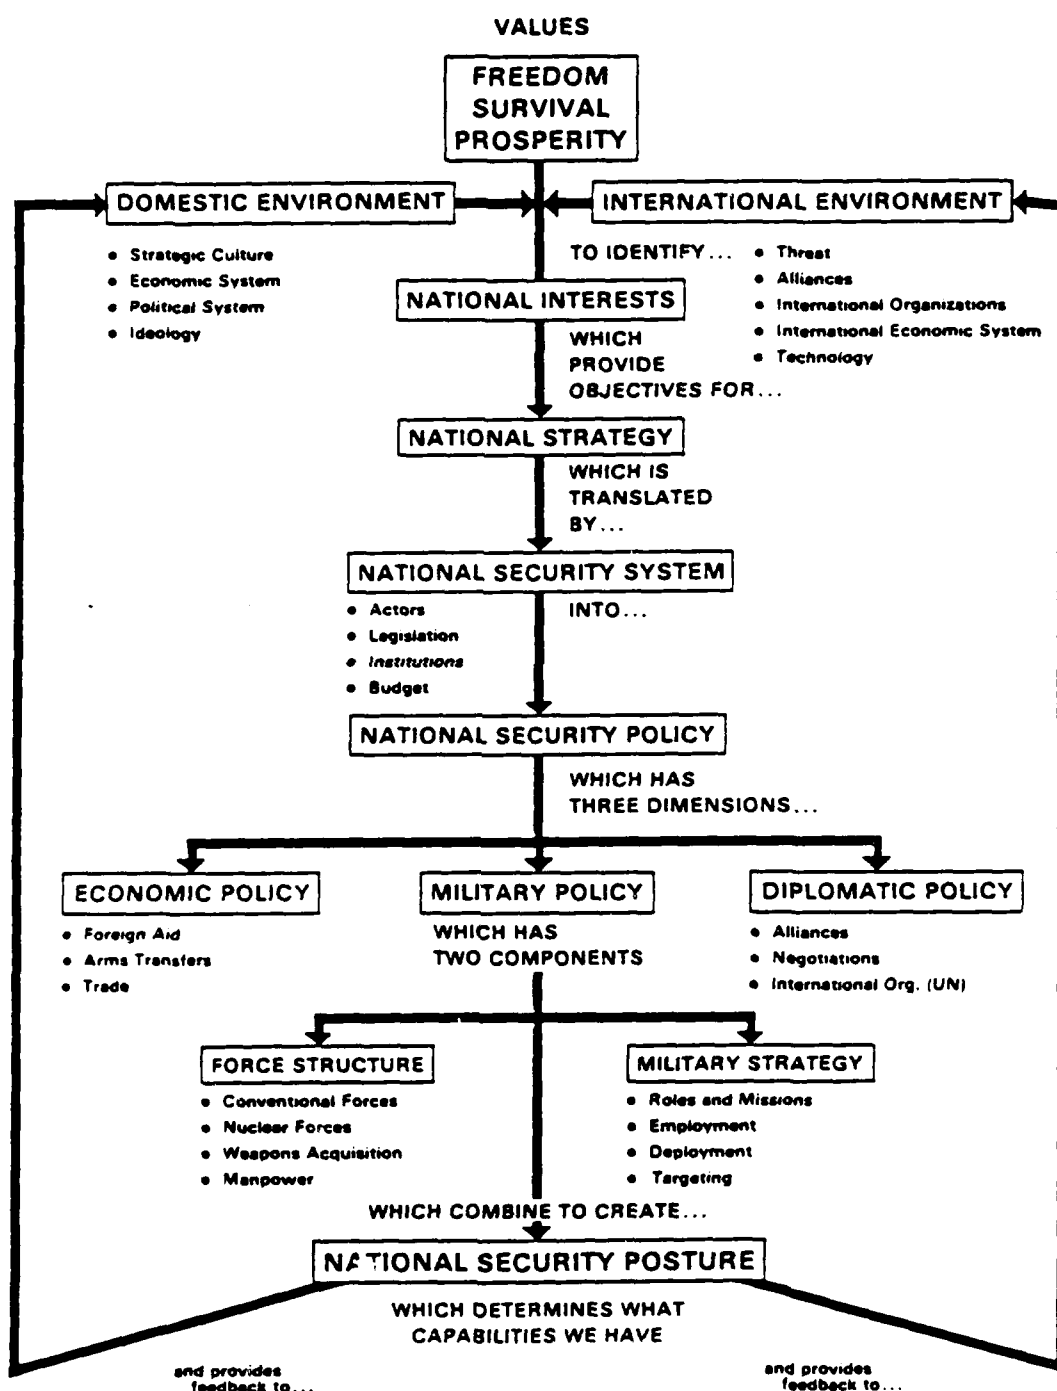 VALUES
FREEDOM
SURVIVAL
PROSPERITY
DOMESTIC ENVIRONMENT
INTERNATIONAL ENVIRONMENT
• Strategic Culture
• Economic System
• Political System
• Ideology
TO IDENTIFY...
• Threat
• Alliances
• International Organizations
• International Economic System
• Technology
NATIONAL INTERESTS
WHICH
PROVIDE
OBJECTIVES FOR...
NATIONAL STRATEGY
WHICH IS
TRANSLATED
BY...
NATIONAL SECURITY SYSTEM
• Actors
• Legislation
• Institutions
• Budget
INTO...
NATIONAL SECURITY POLICY
WHICH HAS
THREE DIMENSIONS...
ECONOMIC POLICY
• Foreign Aid
• Arms Transfers
• Trade
MILITARY POLICY
WHICH HAS
TWO COMPONENTS
DIPLOMATIC POLICY
• Alliances
• Negotiations
• International Org. (UN)
FORCE STRUCTURE
• Conventional Forces
• Nuclear Forces
• Weapons Acquisition
• Manpower
MILITARY STRATEGY
• Roles and Missions
• Employment
• Deployment
• Targeting
WHICH COMBINE TO CREATE...
NATIONAL SECURITY POSTURE
WHICH DETERMINES WHAT
CAPABILITIES WE HAVE
and provides
feedback to...
and provides
feedback to...